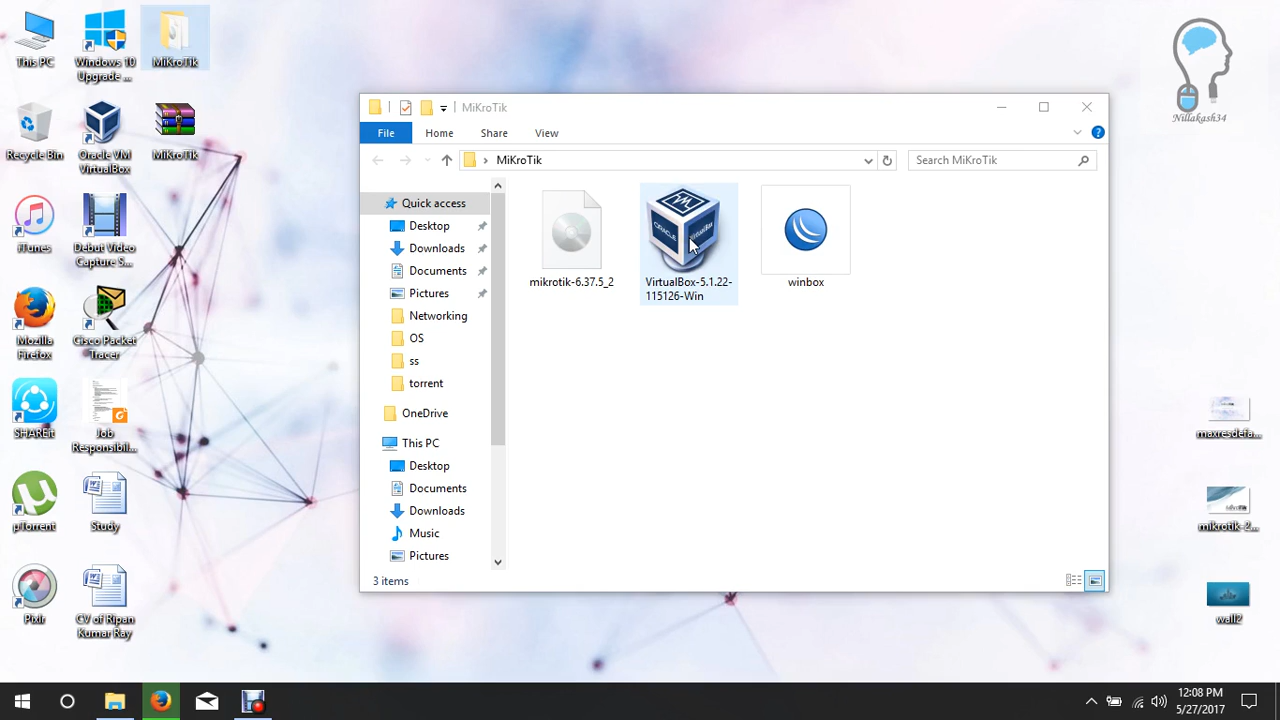 This PC
Windows 10
Upgrade ...
MiKroTik
Recycle Bin
Oracle VM
VirtualBox
MiKroTik
iTunes
Debut Video
Capture S...
Mozilla
Firefox
Cisco Packet
Tracer
SHAREit
Job
Responsibil...
µTorrent
Study
Pixlr
CV of Ripan
Kumar Ray
Nillakash34
MiKroTik
File
Home
Share
View
MiKroTik
Search MiKroTik
Quick access
Desktop
Downloads
Documents
Pictures
Networking
OS
ss
torrent
OneDrive
This PC
Desktop
Documents
Downloads
Music
Pictures
mikrotik-6.37.5_2
ORACLE
VirtualBox
VirtualBox-5.1.22-
115126-Win
winbox
3 items
maxresdefa...
mikrotik-2...
wall2
12:08 PM
5/27/2017